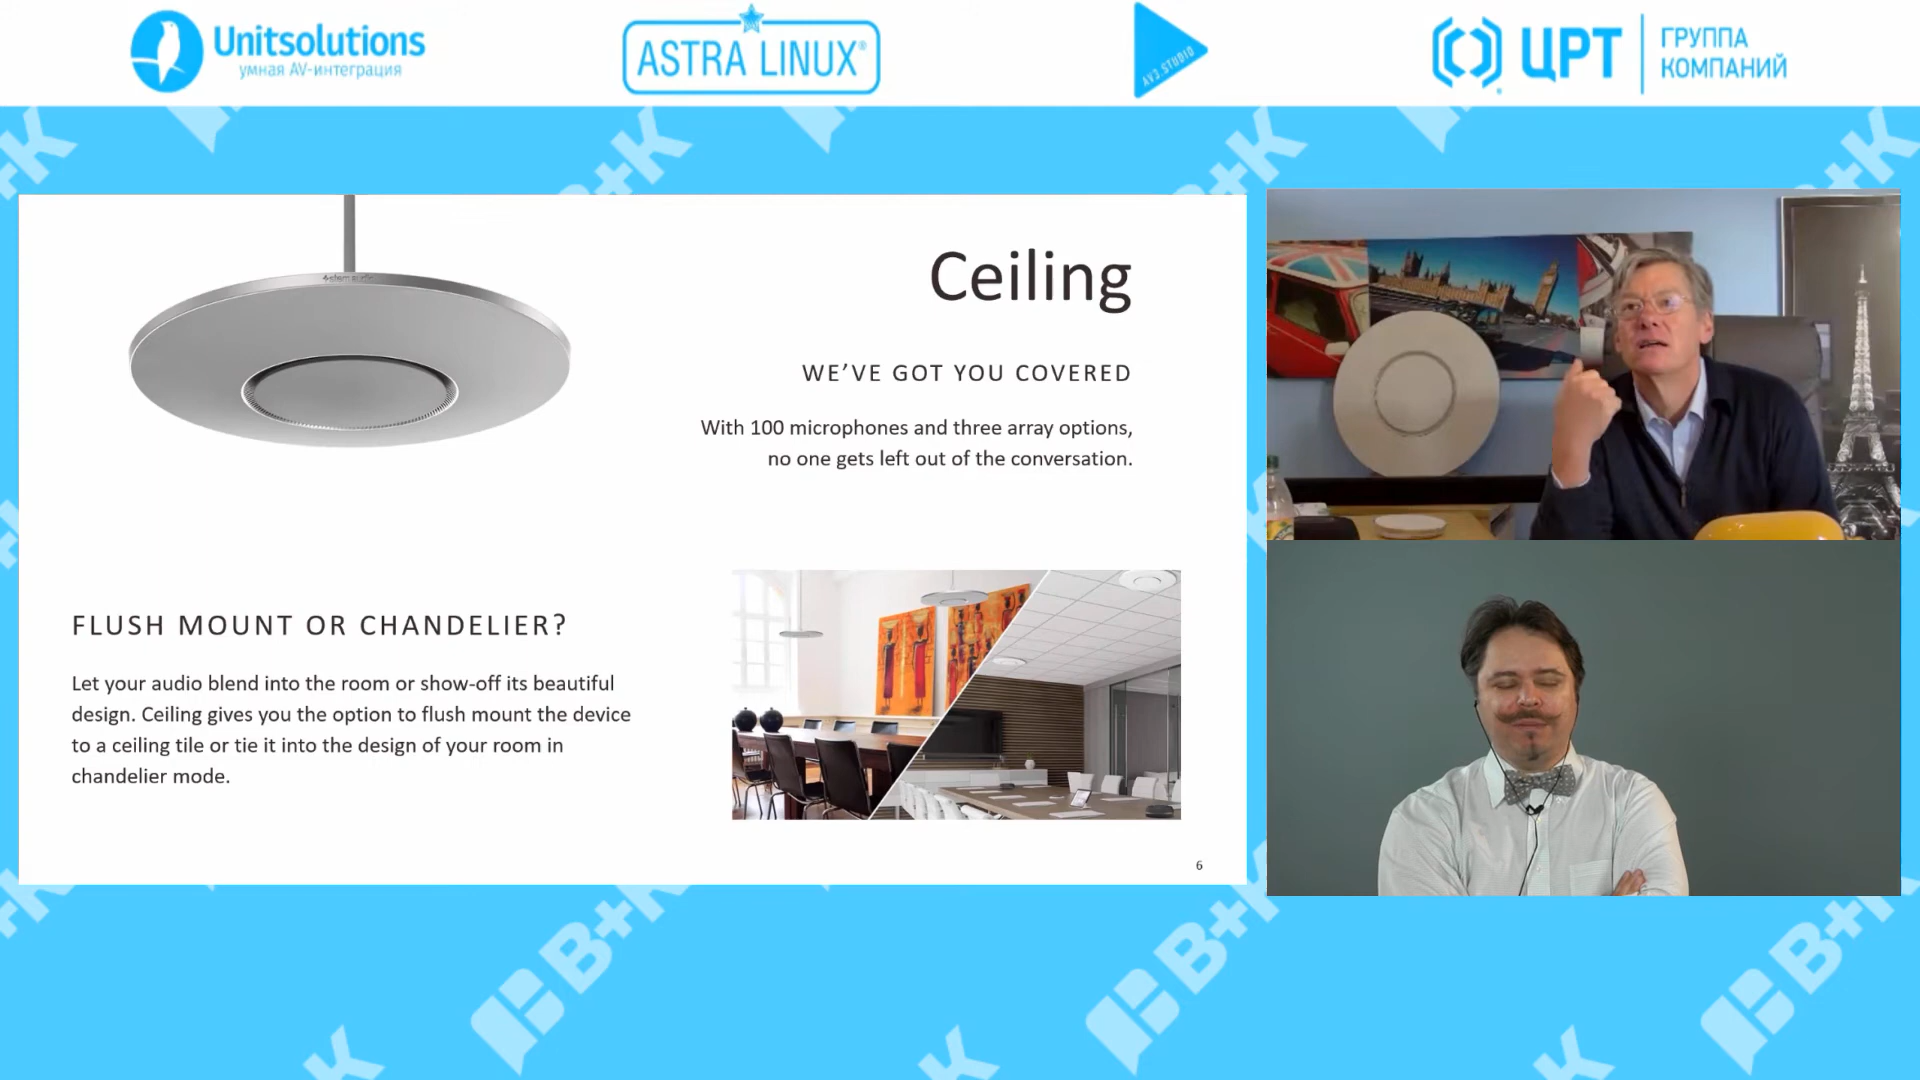 Unitsolutions
умная AV-интеграция
ASTRA LINUX®
AV3 STUDIO
ЦРТ
ГРУППА
КОМПАНИЙ
Ceiling
WE’VE GOT YOU COVERED
With 100 microphones and three array options,
no one gets left out of the conversation.
FLUSH MOUNT OR CHANDELIER?
Let your audio blend into the room or show-off its beautiful
design. Ceiling gives you the option to flush mount the device
to a ceiling tile or tie it into the design of your room in
chandelier mode.
6
B+K
B+K
B+K